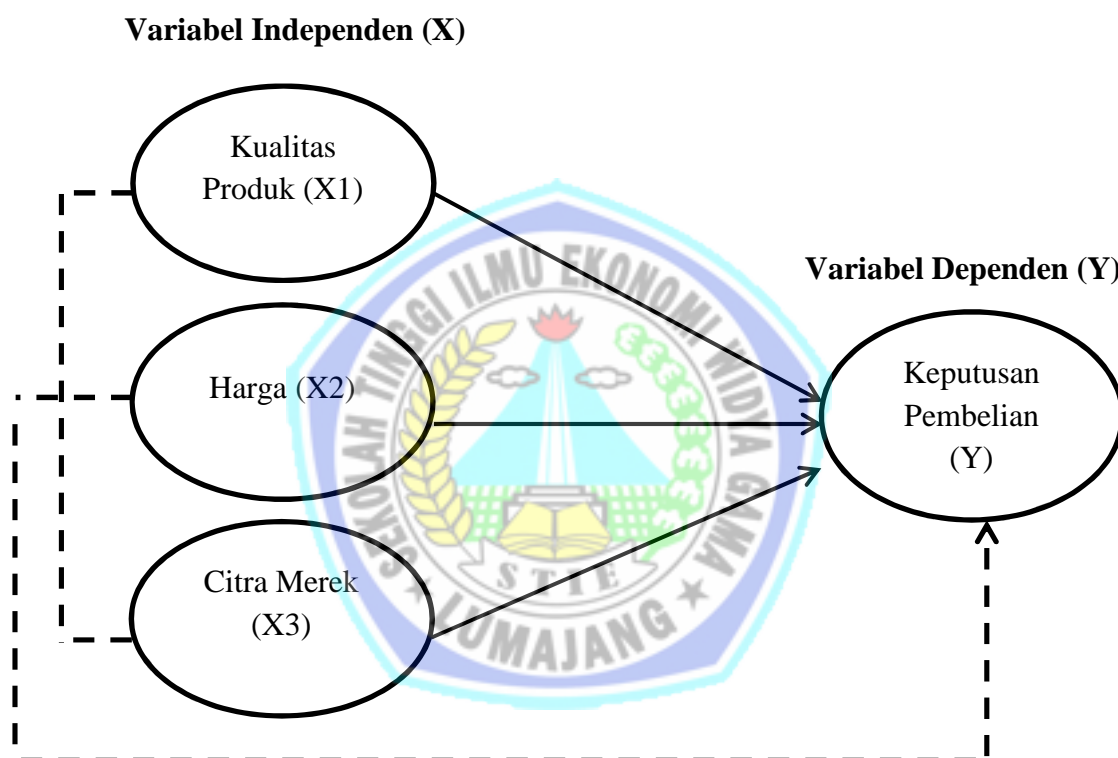 Variabel Independen (X)
Kualitas
Produk (X1)
Variabel Dependen (Y)
Harga (X2)
Keputusan
Pembelian
(Y)
Citra Merek
(X3)
SEKOLAH TINGGI ILMU EKONOMI WIDYA GAMA
STIE
LUMAJANG